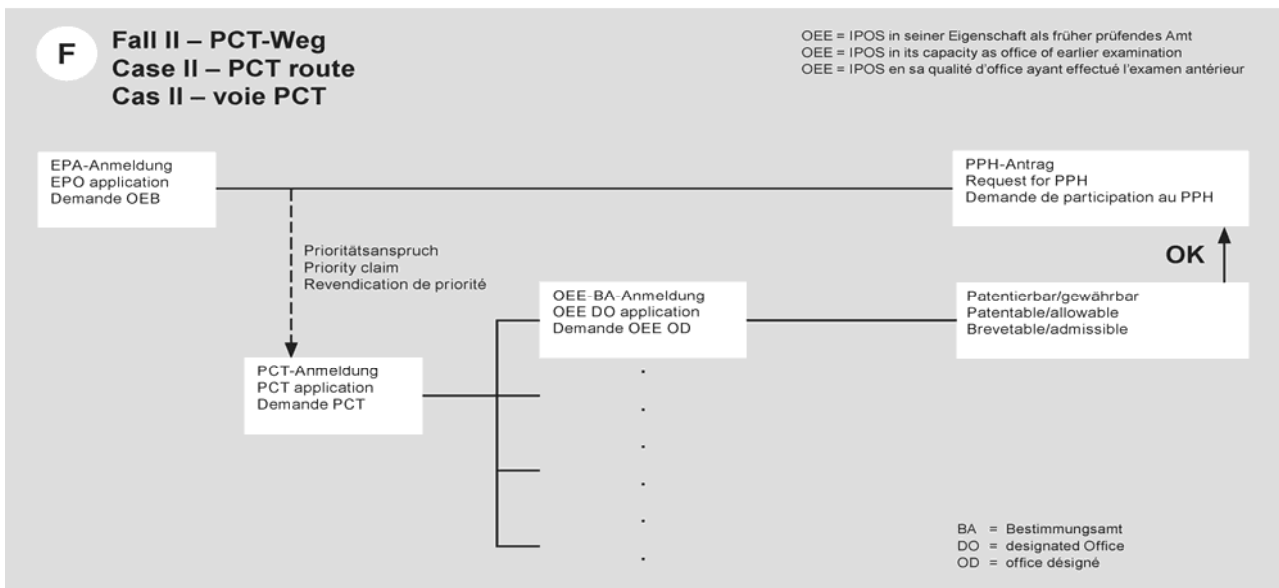 F
Fall II – PCT-Weg
Case II – PCT route
Cas II – voie PCT
OEE = IPOS in seiner Eigenschaft als früher prüfendes Amt
OEE = IPOS in its capacity as office of earlier examination
OEE = IPOS en sa qualité d'office ayant effectué l'examen antérieur
EPA-Anmeldung
EPO application
Demande OEB
PPH-Antrag
Request for PPH
Demande de participation au PPH
Prioritätsanspruch
Priority claim
Revendication de priorité
OK
OEE-BA-Anmeldung
OEE DO application
Demande OEE OD
Patentierbar/gewährbar
Patentable/allowable
Brevetable/admissible
PCT-Anmeldung
PCT application
Demande PCT
BA = Bestimmungsamt
DO = designated Office
OD = office désigné